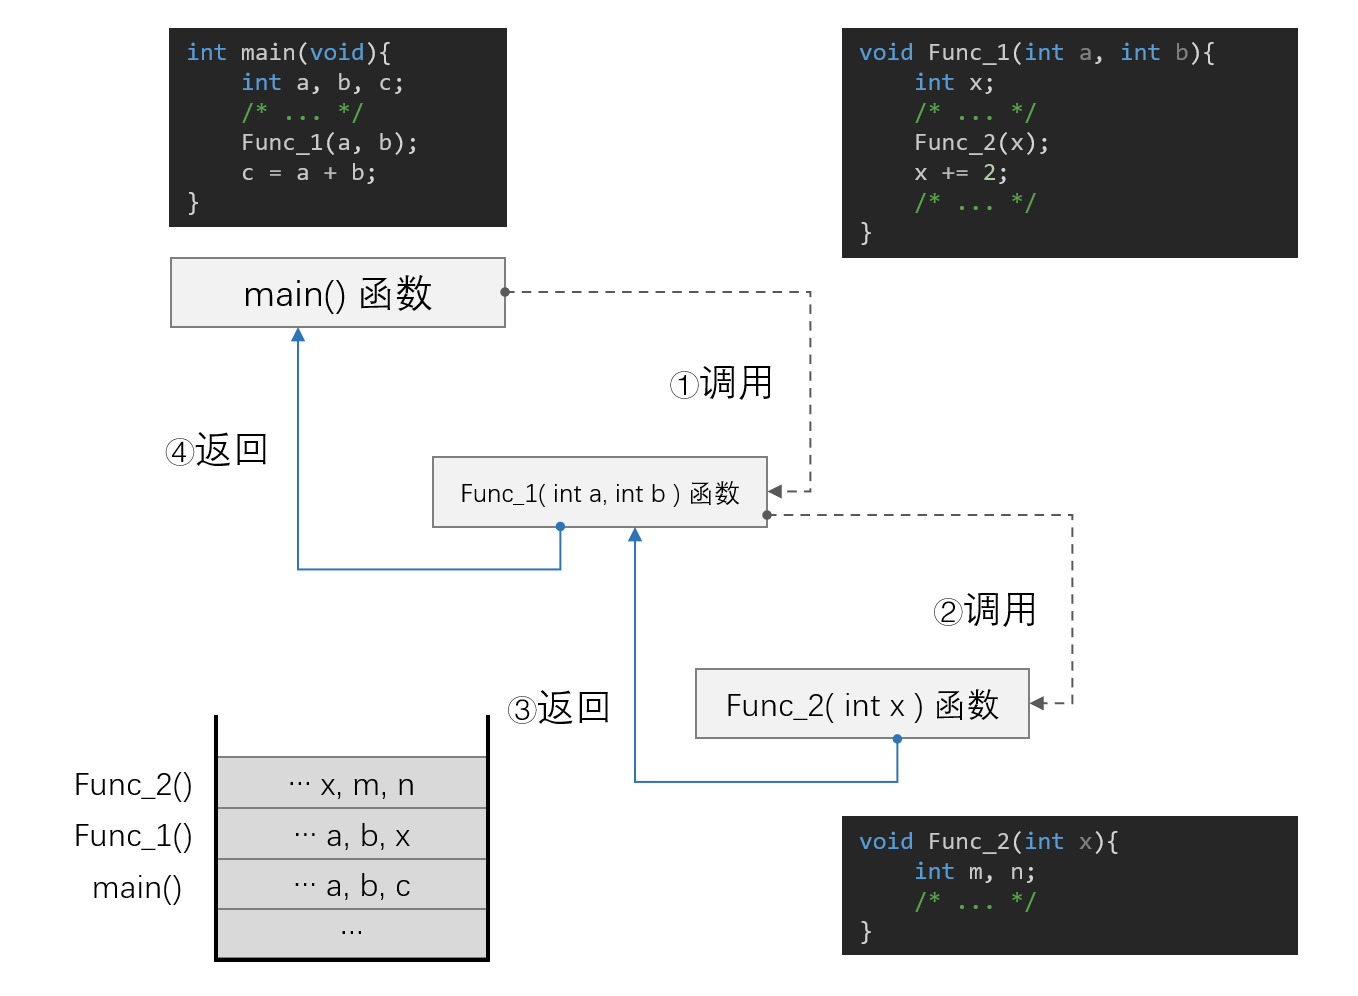 int main(void){
    int a, b, c;
    /* ... */
    Func_1(a, b);
    c = a + b;
}
void Func_1(int a, int b){
    int x;
    /* ... */
    Func_2(x);
    x += 2;
    /* ... */
}
main() 函数
①调用
④返回
Func_1( int a, int b ) 函数
②调用
③返回
Func_2( int x ) 函数
Func_2() ··· x, m, n
Func_1() ··· a, b, x
main() ··· a, b, c
···
void Func_2(int x){
    int m, n;
    /* ... */
}